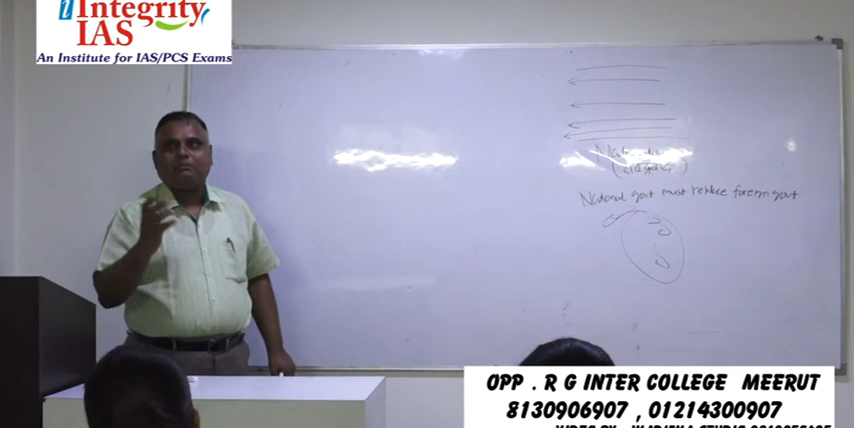 iIntegrity
IAS
An Institute for IAS/PCS Exams
National govt must replace foreign govt
OPP . R G INTER COLLEGE MEERUT
8130906907 , 01214300907